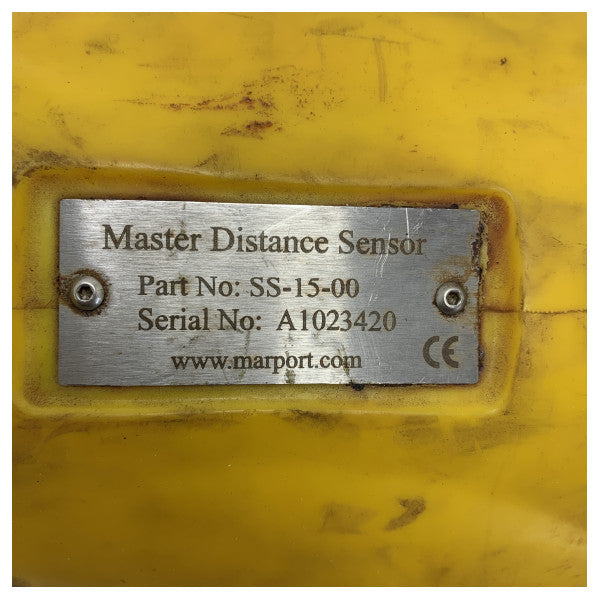 Master Distance Sensor
Part No: SS-15-00
Serial No: A1023420
www.marport.com
CE